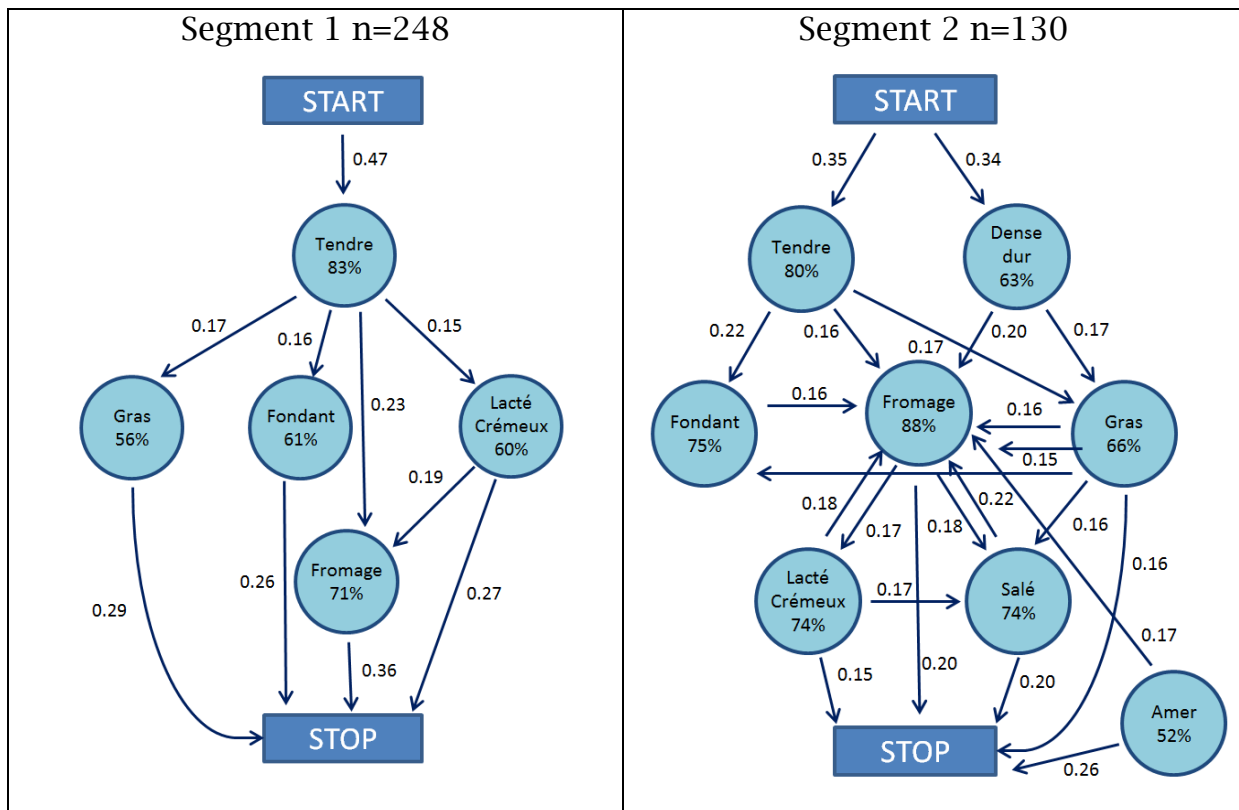 Segment 1 n=248
START
0.47
Tendre
83%
0.17
0.16
0.15
0.23
Gras
56%
Fondant
61%
Lacté
Crémeux
60%
0.19
Fromage
71%
0.29
0.26
0.27
0.36
STOP
Segment 2 n=130
START
0.35
0.34
Tendre
80%
Dense
dur
63%
0.22
0.16
0.17
0.20
0.17
Fondant
75%
0.16
Fromage
88%
0.16
Gras
66%
0.15
0.18
0.17
0.18
0.22
0.16
0.16
Lacté
Crémeux
74%
0.17
Salé
74%
0.17
0.15
0.20
0.20
Amer
52%
0.26
STOP